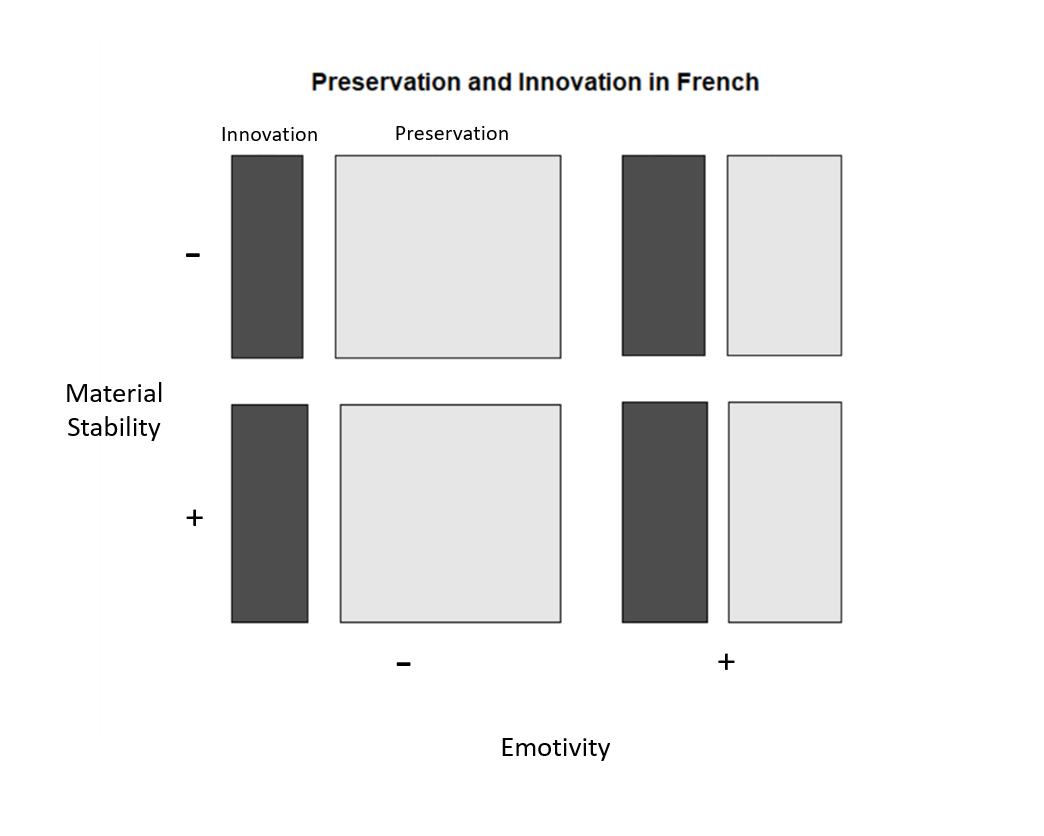 Preservation and Innovation in French
Innovation Preservation
-
Material
Stability
+
- +
Emotivity